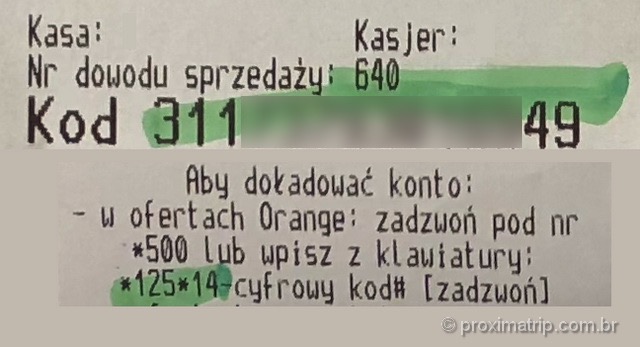 Kasa: Kasjer:
Nr dowodu sprzedaży: 640
Kod 311 49
Aby doładować konto:
- w ofertach Orange: zadzwoń pod nr
*500 lub wpisz z klawiatury:
*125*14-cyfrowy kod# [zadzwoń]
© proximatrip.com.br